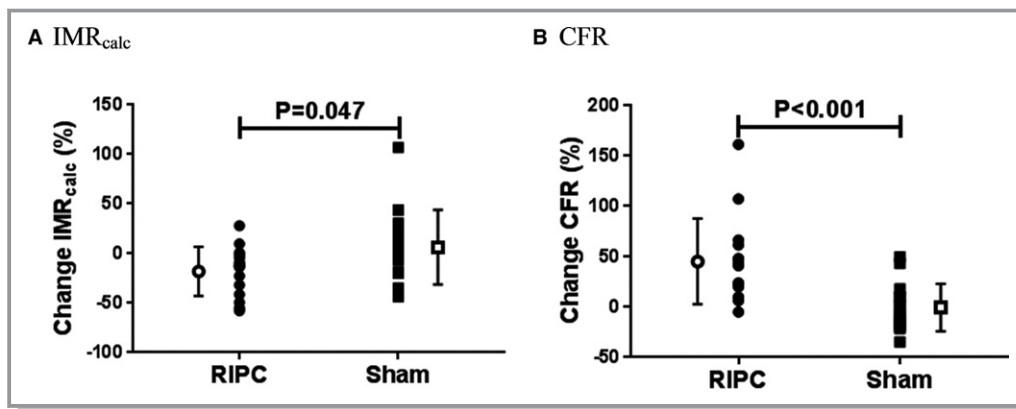 A IMRcalc
B CFR
Change IMRcalc (%)
150
100
50
0
-50
-100
P=0.047
RIPC
Sham
Change CFR (%)
200
150
100
50
0
-50
P<0.001
RIPC
Sham